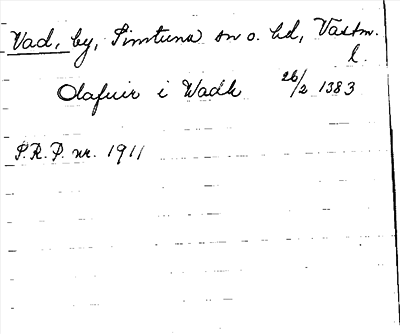 Vad, by, Simtuna sn o. hd, Västm.
l.
Olafuir i Wadh 26/2 1383
S.R.P. nr. 1911